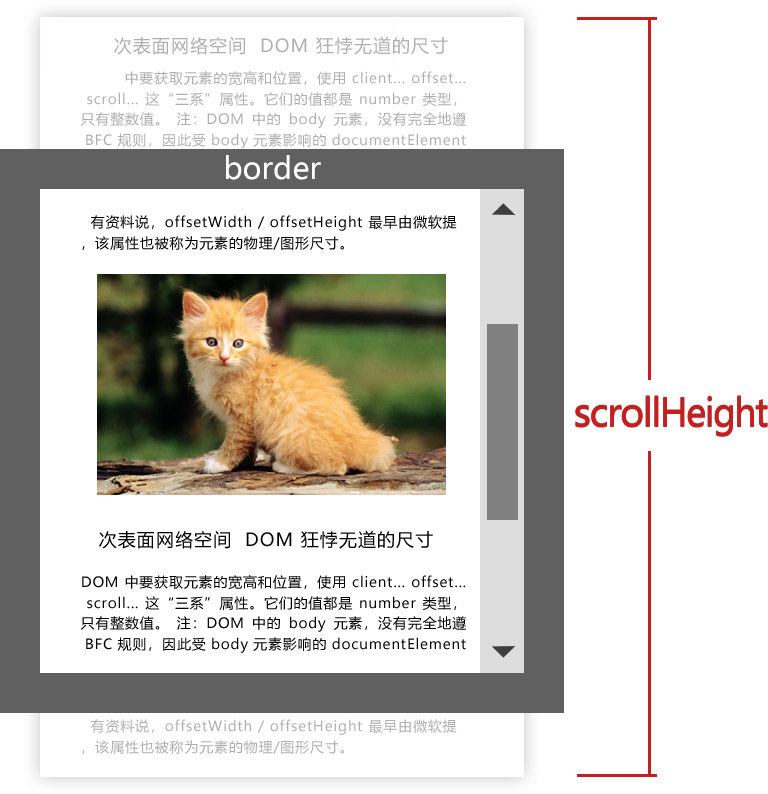 次表面网络空间 DOM 狂悖无道的尺寸
中要获取元素的宽高和位置，使用 client... offset...
scroll... 这“三系”属性。它们的值都是 number 类型，
只有整数值。 注：DOM 中的 body 元素，没有完全地遵
BFC 规则，因此受 body 元素影响的 documentElement
border
有资料说，offsetWidth / offsetHeight 最早由微软提
，该属性也被称为元素的物理/图形尺寸。
次表面网络空间 DOM 狂悖无道的尺寸
DOM 中要获取元素的宽高和位置，使用 client... offset...
scroll... 这“三系”属性。它们的值都是 number 类型，
只有整数值。 注：DOM 中的 body 元素，没有完全地遵
BFC 规则，因此受 body 元素影响的 documentElement
有资料说，offsetWidth / offsetHeight 最早由微软提
，该属性也被称为元素的物理/图形尺寸。
scrollHeight